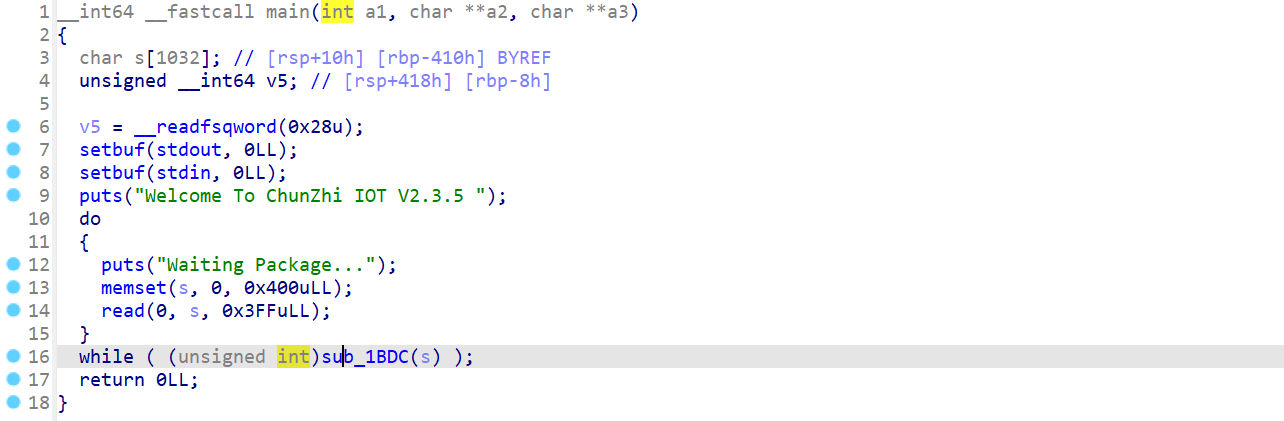 1 __int64 __fastcall main(int a1, char **a2, char **a3)
2 {
3 char s[1032]; // [rsp+10h] [rbp-410h] BYREF
4 unsigned __int64 v5; // [rsp+418h] [rbp-8h]
5
6 v5 = __readfsqword(0x28u);
7 setbuf(stdout, 0LL);
8 setbuf(stdin, 0LL);
9 puts("Welcome To ChunZhi IOT V2.3.5 ");
10 do
11 {
12 puts("Waiting Package...");
13 memset(s, 0, 0x400uLL);
14 read(0, s, 0x3FFuLL);
15 }
16 while ( (unsigned int)sub_1BDC(s) );
17 return 0LL;
18 }